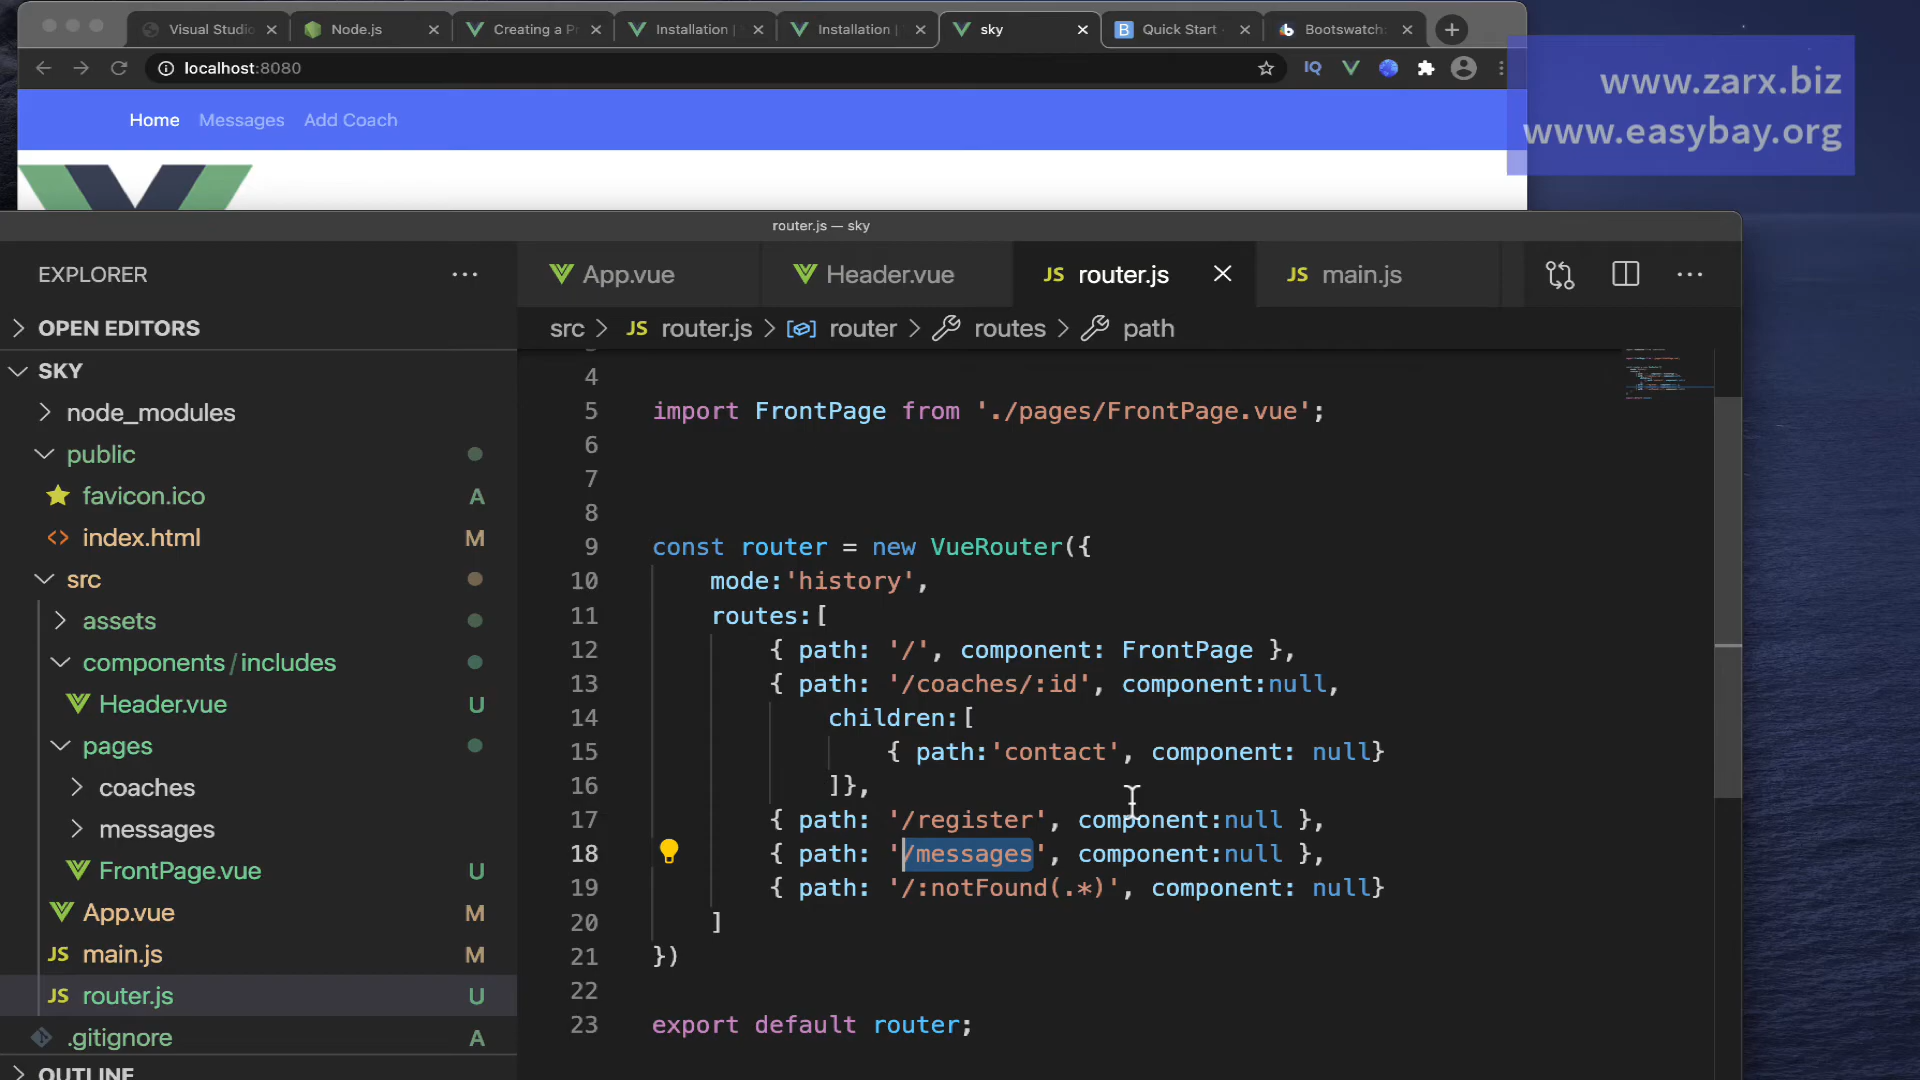 Visual Studio
Node.js
Creating a P
Installation |
Installation |
sky
Quick Start
Bootswatch:
localhost:8080
IQ
www.zarx.biz
www.easybay.org
Home Messages Add Coach
router.js — sky
EXPLORER
App.vue
Header.vue
JS router.js
JS main.js
OPEN EDITORS
src > JS router.js > router > routes > path
SKY
node_modules
public
favicon.ico A
index.html M
src
assets
components/includes
Header.vue U
pages
coaches
messages
FrontPage.vue U
App.vue M
JS main.js M
JS router.js U
.gitignore A
OUTLINE
4
5 import FrontPage from './pages/FrontPage.vue';
6
7
8
9 const router = new VueRouter({
10 mode:'history',
11 routes:[
12 { path: '/', component: FrontPage },
13 { path: '/coaches/:id', component:null,
14 children:[
15 { path:'contact', component: null}
16 ]},
17 { path: '/register', component:null },
18 { path: '/messages', component:null },
19 { path: '/:notFound(.*)', component: null}
20 ]
21 })
22
23 export default router;